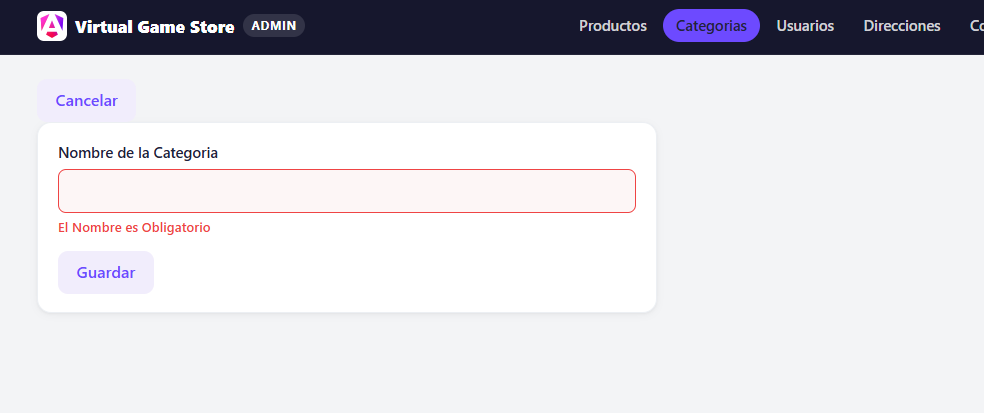 Virtual Game Store ADMIN Productos Categorias Usuarios Direcciones
Cancelar
Nombre de la Categoria
El Nombre es Obligatorio
Guardar